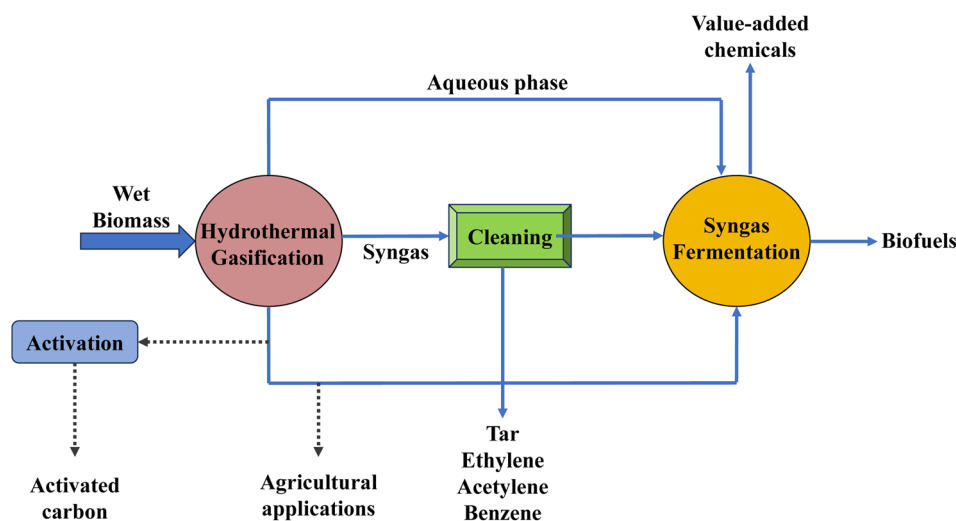 Value-added
chemicals
Aqueous phase
Wet
Biomass
Hydrothermal
Gasification
Syngas
Cleaning
Syngas
Fermentation
Biofuels
Activation
Activated
carbon
Agricultural
applications
Tar
Ethylene
Acetylene
Benzene